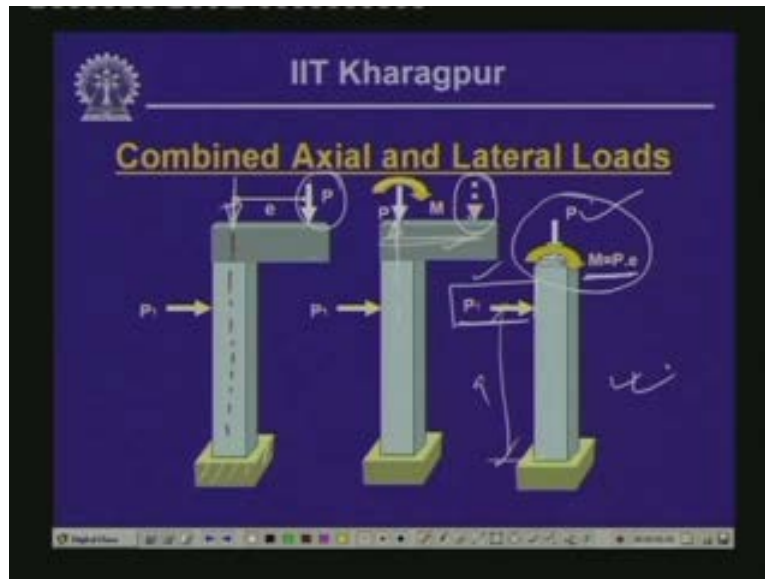 IIT Kharagpur
Combined Axial and Lateral Loads
e P P M P
M=P.e
P₁ P₁ P₁